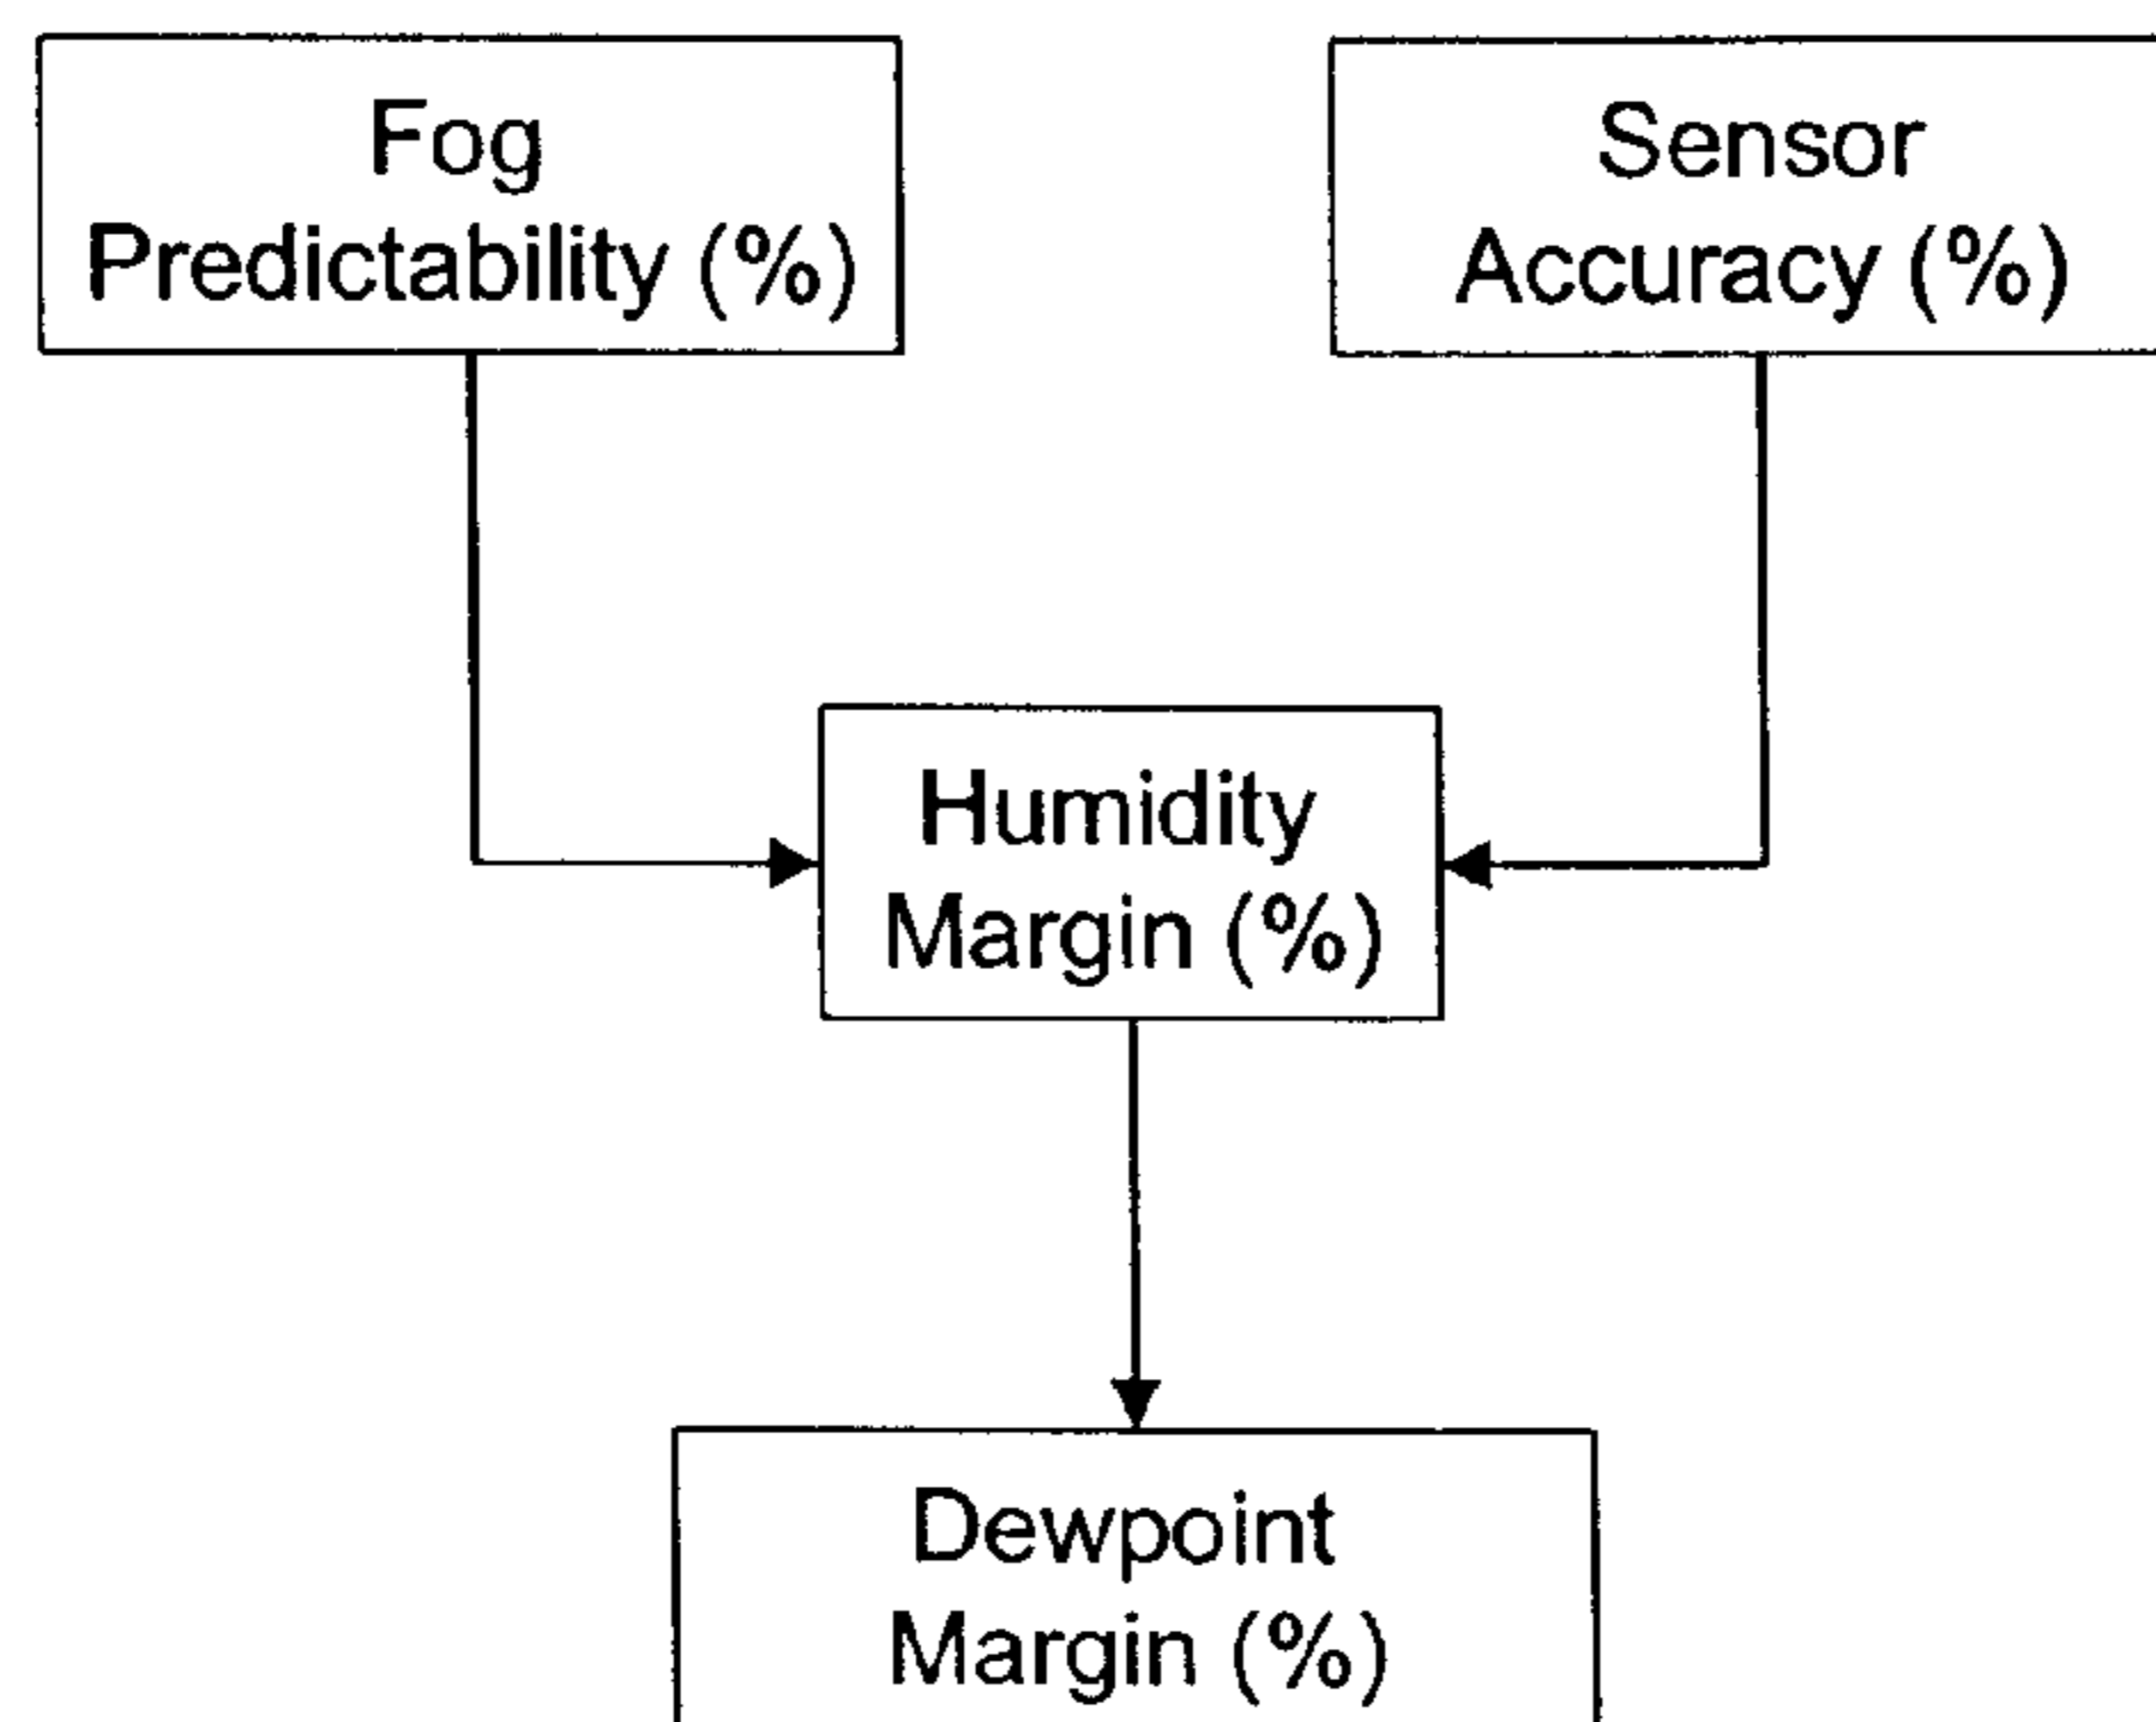 Fog
Predictability (%)
Sensor
Accuracy (%)
Humidity
Margin (%)
Dewpoint
Margin (%)